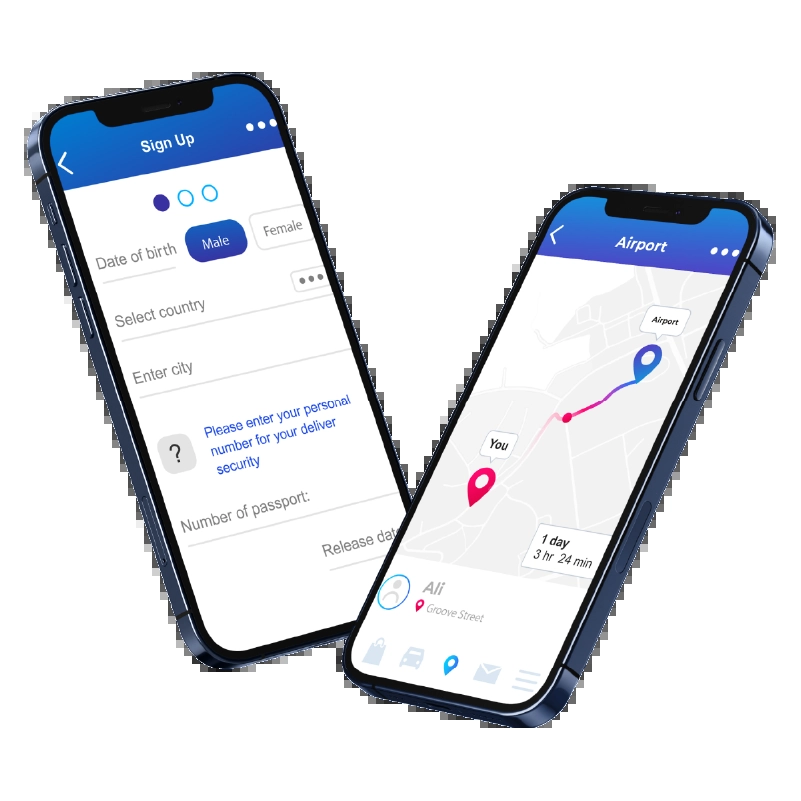 Sign Up
Date of birth
Male
Female
Select country
Enter city
?
Please enter your personal
number for your deliver
security
Number of passport:
Release date
Airport
Airport
You
1 day
3 hr 24 min
Ali
Groove Street